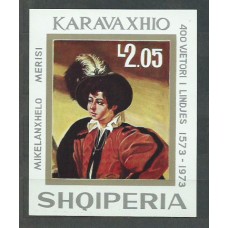 KARAVAXHIO
MIKELANXHELO MERISI
L2.05
400 VJETORI I LINDJES 1573-1973
SHQIPERIA